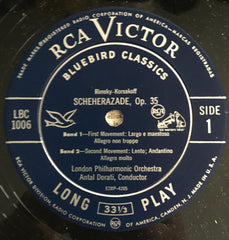 RCA VICTOR
BLUEBIRD CLASSICS
Rimsky-Korsakoff
SCHEHERAZADE, Op. 35
LBC
1006
SIDE
1
Band 1—First Movement: Largo e maestoso
Allegro non troppo
Band 2—Second Movement: Lento; Andantino
Allegro molto
London Philharmonic Orchestra
Antal Dorati, Conductor
LONG 33 1/3 PLAY